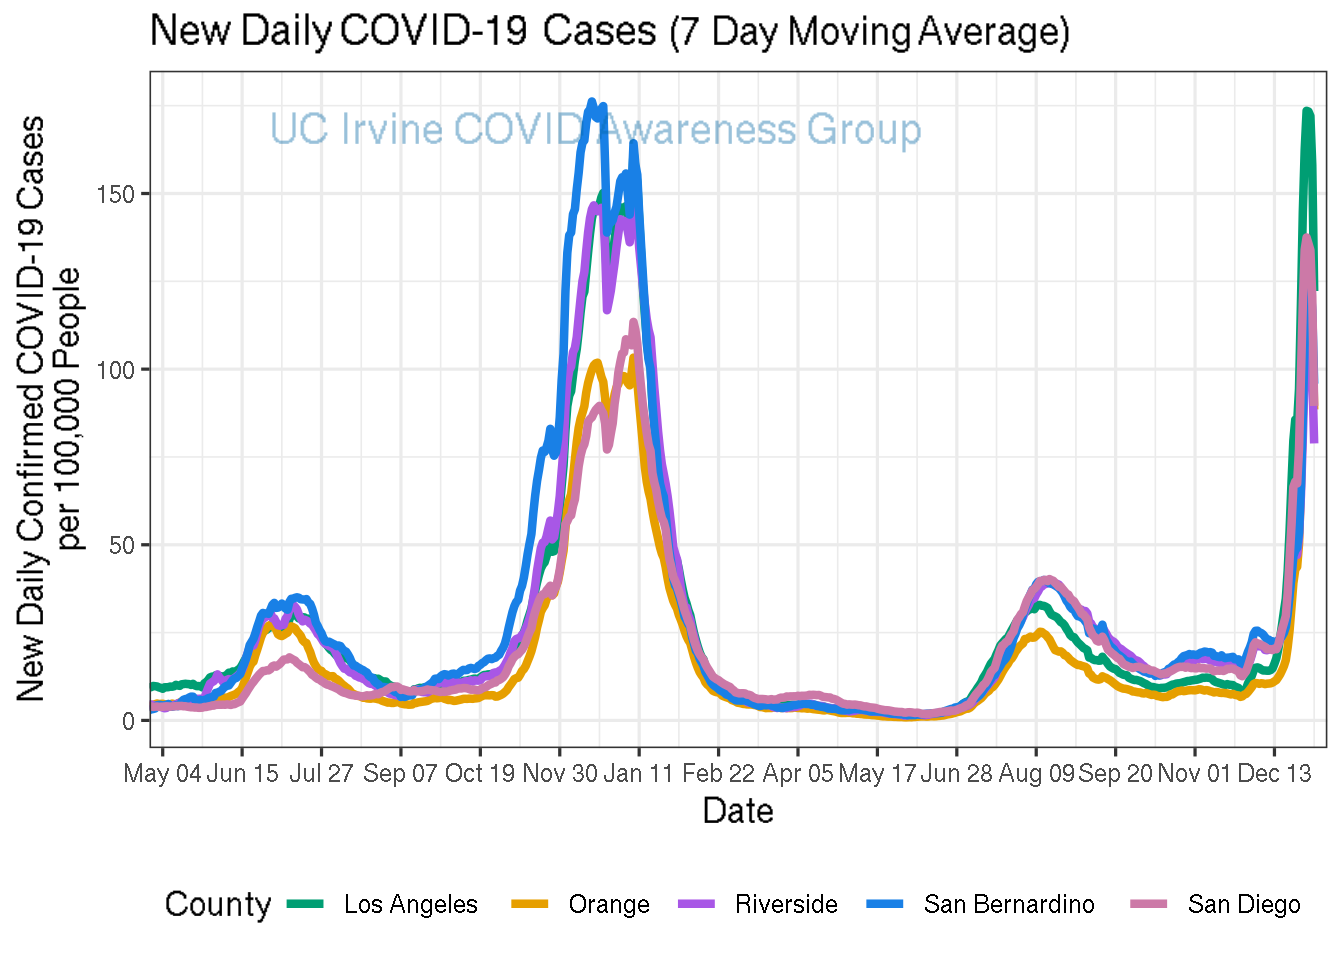 New Daily COVID-19 Cases (7 Day Moving Average)
UC Irvine COVID Awareness Group
New Daily Confirmed COVID-19 Cases
per 100,000 People
150
100
50
0
May 04 Jun 15 Jul 27 Sep 07 Oct 19 Nov 30 Jan 11 Feb 22 Apr 05 May 17 Jun 28 Aug 09 Sep 20 Nov 01 Dec 13
Date
County Los Angeles Orange Riverside San Bernardino San Diego